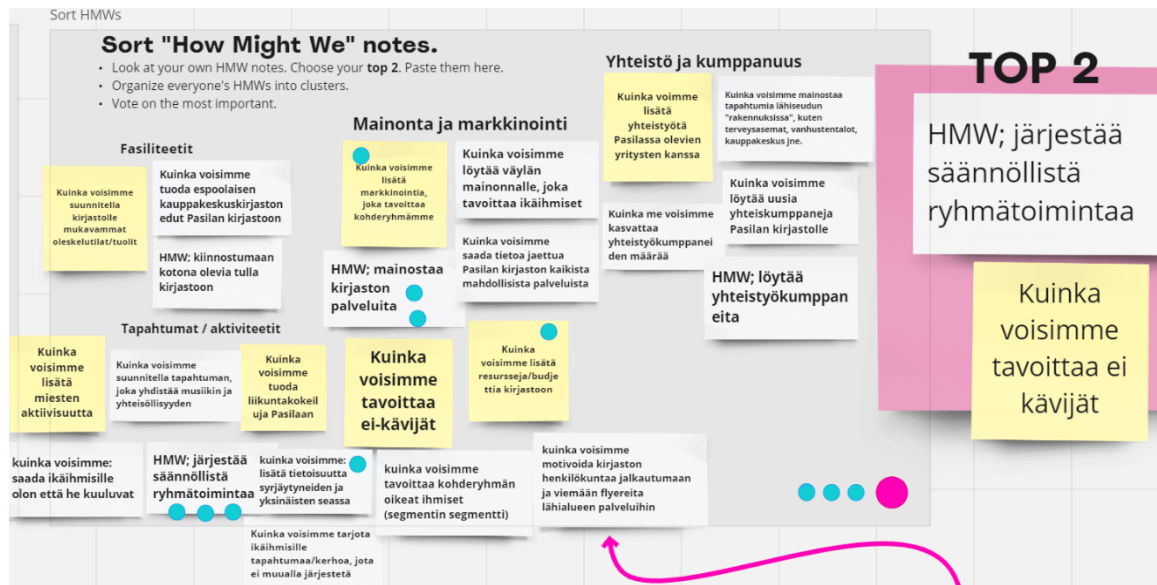 Sort HMWs
Sort "How Might We" notes.
• Look at your own HMW notes. Choose your top 2. Paste them here.
• Organize everyone's HMWs into clusters.
• Vote on the most important.
Fasiliteetit
Kuinka voisimme
suunnitella
kirjastolle
mukavammat
oleskelutilat/tuolit
Kuinka voisimme
tuoda espoolaisen
kauppakeskuskirjaston
edut Pasilan kirjastoon
HMW; kiinnostumaan
kotona olevia tulla
kirjastoon
Mainonta ja markkinointi
Kuinka voisimme
lisätä
markkinointia,
joka tavoittaa
kohderyhmämme
Kuinka voisimme
löytää väylän
mainonnalle, joka
tavoittaa ikäihmiset
HMW; mainostaa
kirjaston
palveluita
Kuinka voisimme
saada tietoa jaettua
Pasilan kirjaston kaikista
mahdollisista palveluista
Kuinka
voisimme
tavoittaa
ei-kävijät
Kuinka
voisimme lisätä
resursseja/budje
ttia kirjastoon
Yhteistö ja kumppanuus
Kuinka voimme
lisätä
yhteistyötä
Pasilassa olevien
yritysten kanssa
Kuinka voisimme mainostaa
tapahtumia lähiseudun
"rakennuksissa", kuten
terveysasemat, vanhustentalot,
kauppakeskus jne.
Kuinka me voisimme
kasvattaa
yhteistyökumppanei
den määrää
Kuinka voisimme
löytää uusia
yhteiskumppaneja
Pasilan kirjastolle
HMW; löytää
yhteistyökumppan
eita
Tapahtumat / aktiviteetit
Kuinka
voisimme
lisätä
miesten
aktiivisuutta
Kuinka voisimme
suunnitella tapahtuman,
joka yhdistää musiikin ja
yhteisöllisyyden
Kuinka
voisimme
tuoda
liikuntakokeil
uja Pasilaan
kuinka voisimme:
saada ikäihmisille
olon että he kuuluvat
HMW; järjestää
säännöllistä
ryhmätoimintaa
kuinka voisimme:
lisätä tietoisuutta
syrjäytyneiden ja
yksinäisten seassa
Kuinka voisimme tarjota
ikäihmisille
tapahtumaa/kerhoa, jota
ei muualla järjestetä
kuinka voisimme
tavoittaa kohderyhmän
oikeat ihmiset
(segmentin segmentti)
kuinka voisimme
motivoida kirjaston
henkilökuntaa jalkautumaan
ja viemään flyereita
lähialueen palveluihin
TOP 2
HMW; järjestää
säännöllistä
ryhmätoimintaa
Kuinka
voisimme
tavoittaa ei
kävijät